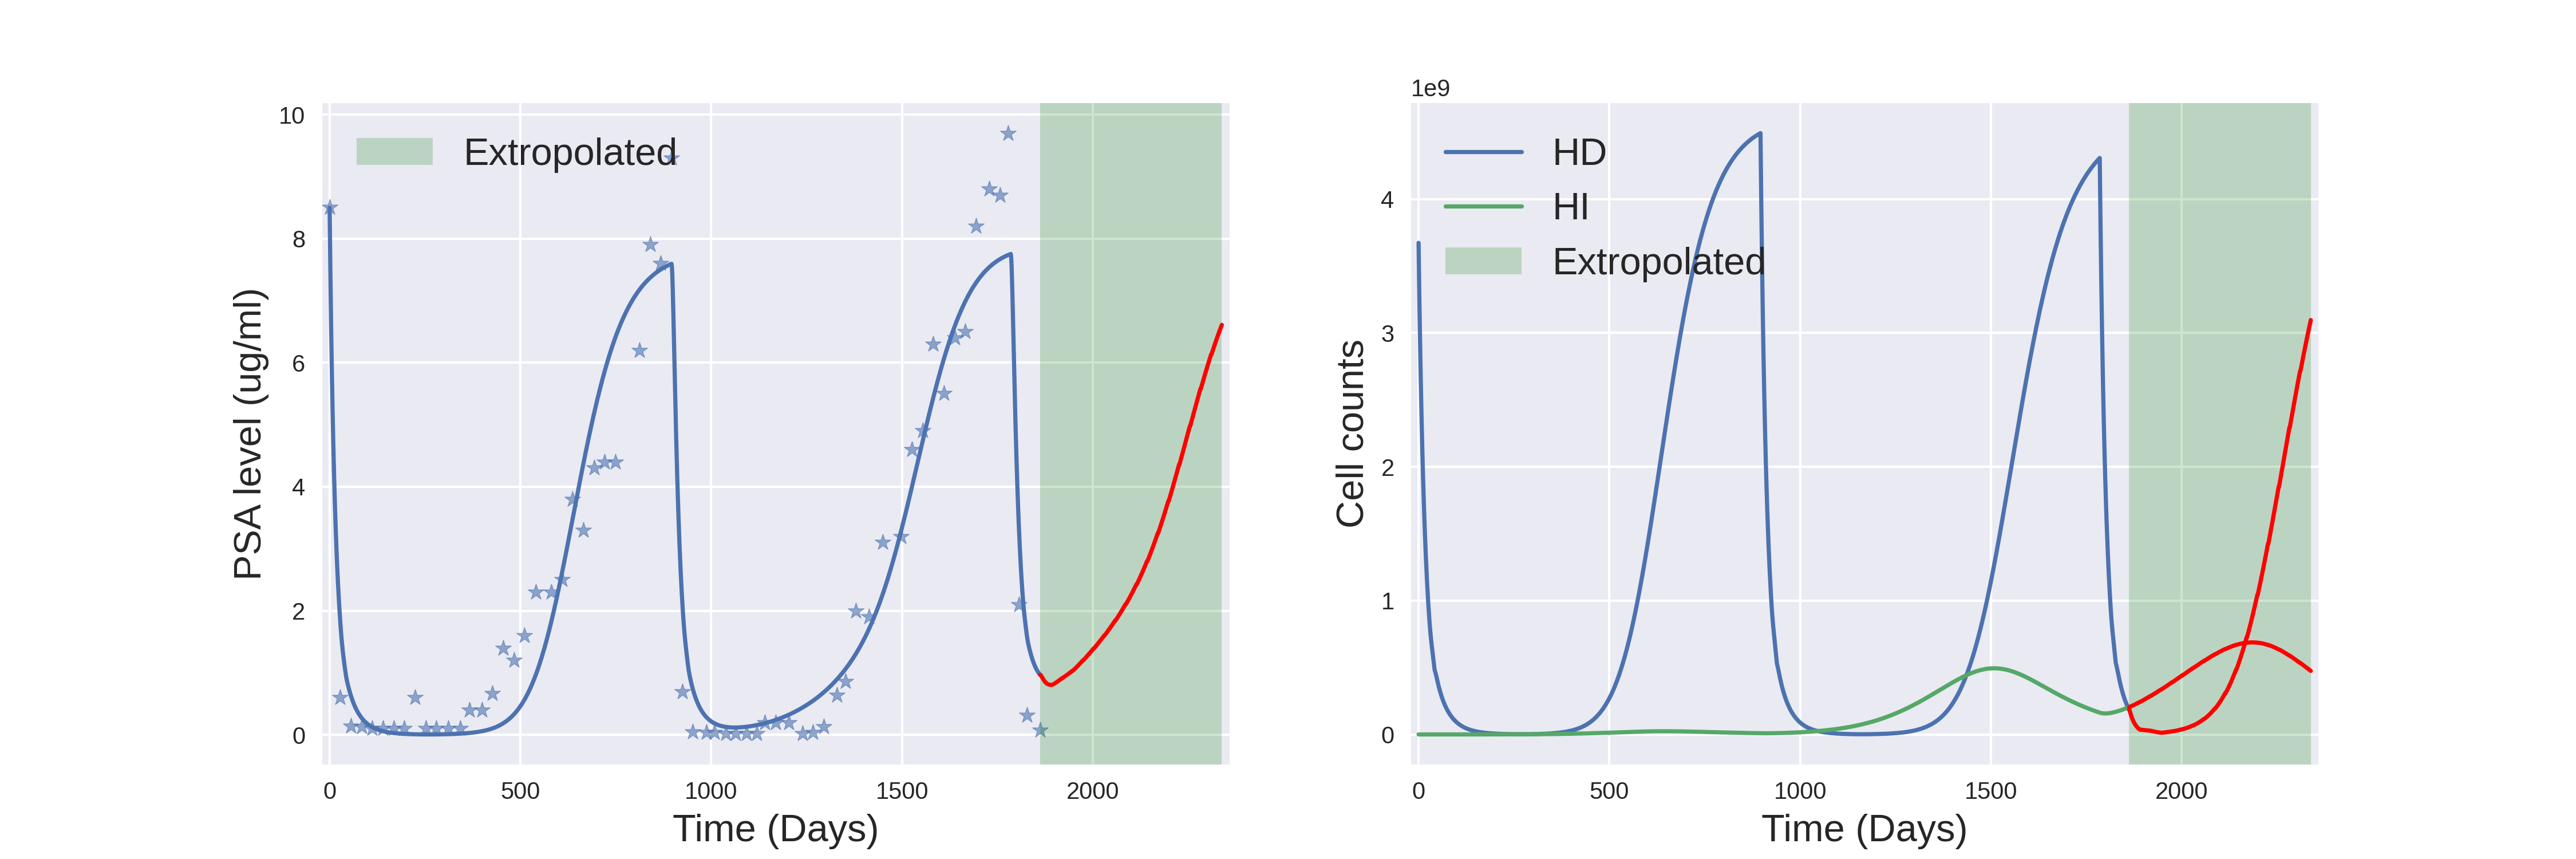 10
8
6
4
2
0
PSA level (ug/ml)
Extropolated
0 500 1000 1500 2000
Time (Days)
1e9
4
3
2
1
0
Cell counts
HD
HI
Extropolated
0 500 1000 1500 2000
Time (Days)